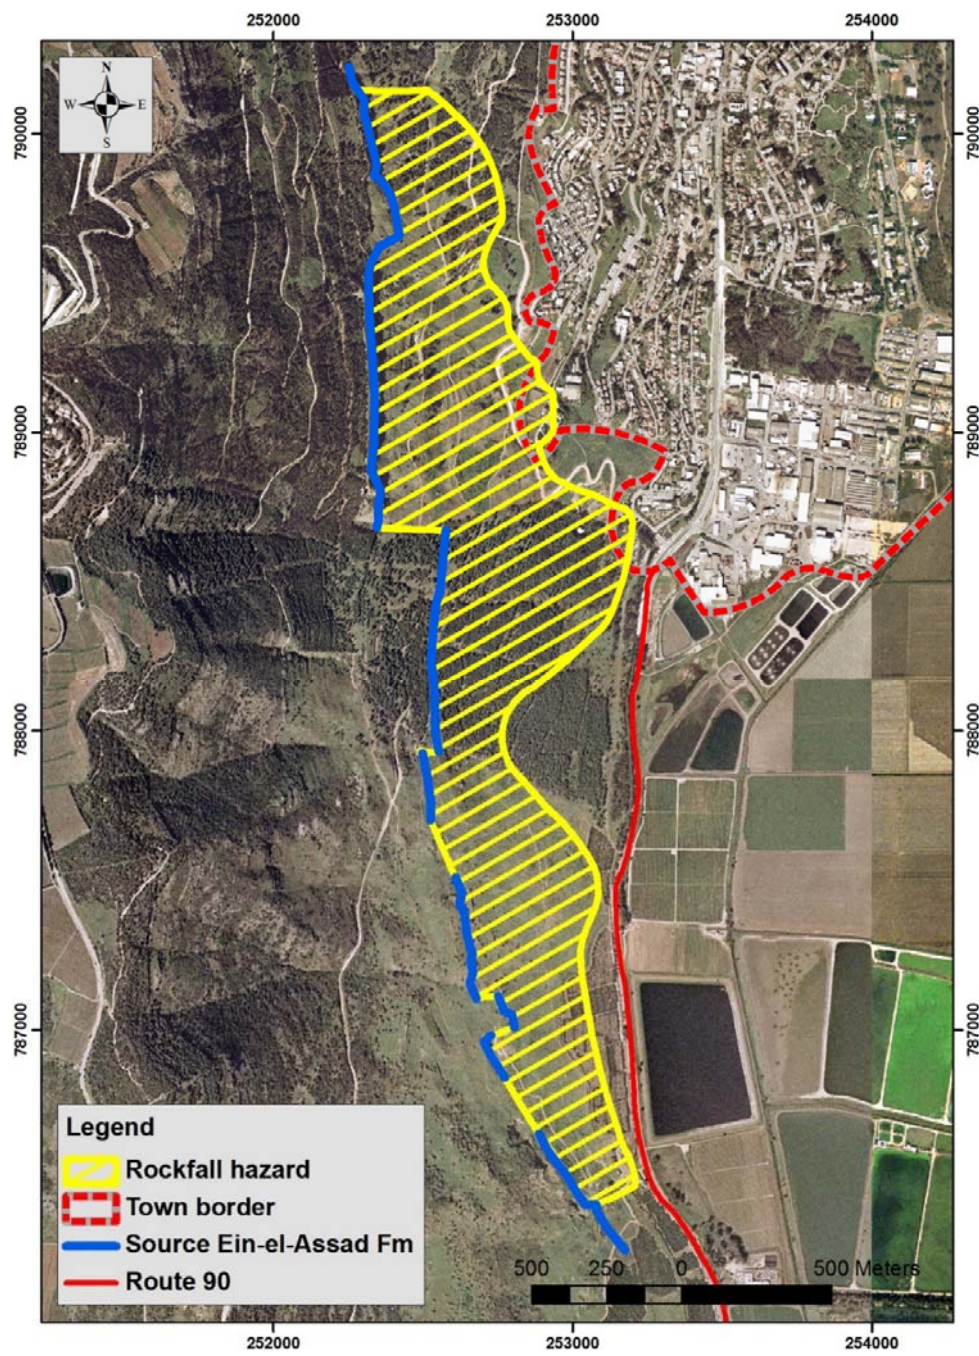 252000 253000 254000
N
W E
S
790000 790000
789000 789000
788000 788000
787000 787000
Legend
Rockfall hazard
Town border
Source Ein-el-Assad Fm
Route 90
500 250 0 500 Meters
252000 253000 254000